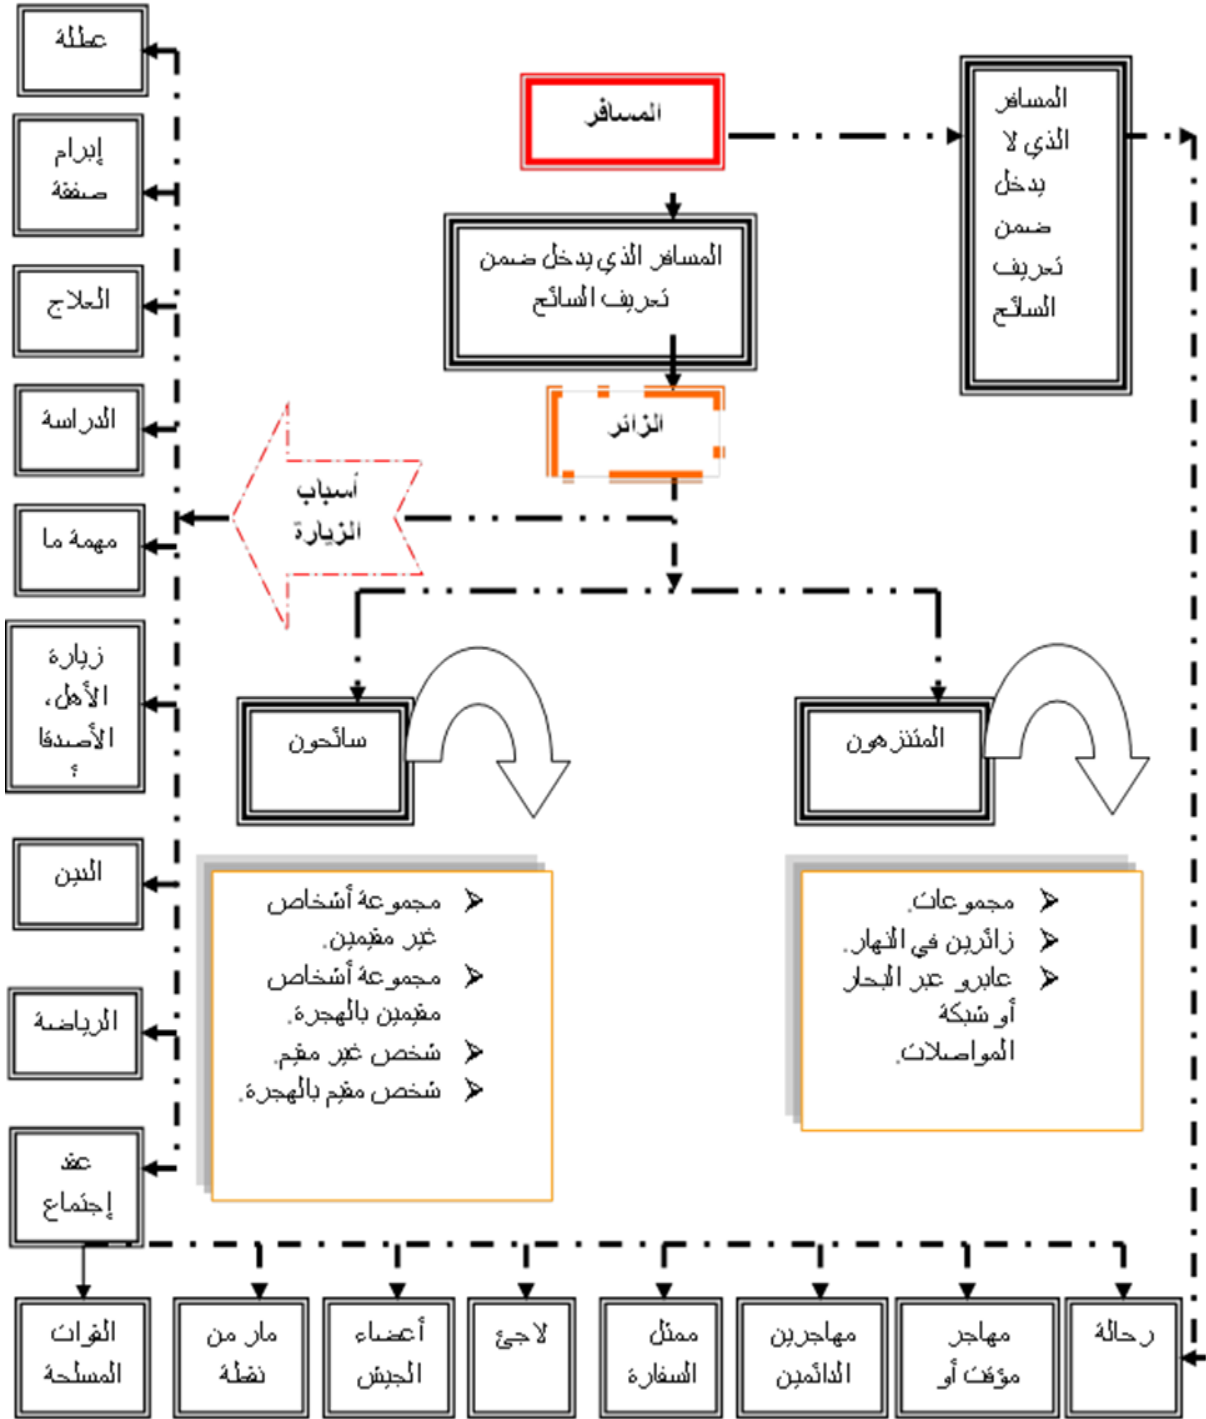 المسافر
المسافر
الذي لا
يدخل
ضمن
تعريف
السائح
المسافر الذي يدخل ضمن
تعريف السائح
الزائر
أسباب
الزيارة
عطلة
إبرام
صفقة
العلاج
الدراسة
مهمة ما
زيارة
الأهل،
الأصدقا
ء
الدين
الرياضة
عقد
إجتماع
المتنزهون
سائحون
مجموعات.
زائرين في النهار.
عابرو عبر البحار
أو شبكة
المواصلات.
مجموعة أشخاص
غير مقيمين.
مجموعة أشخاص
مقيمين بالهجرة.
شخص غير مقيم.
شخص مقيم بالهجرة.
رحالة
مهاجر
مؤقت أو
مهاجرين
الدائمين
ممثل
السفارة
لاجئ
أعضاء
الجيش
مار من
نقطة
القوات
المسلحة